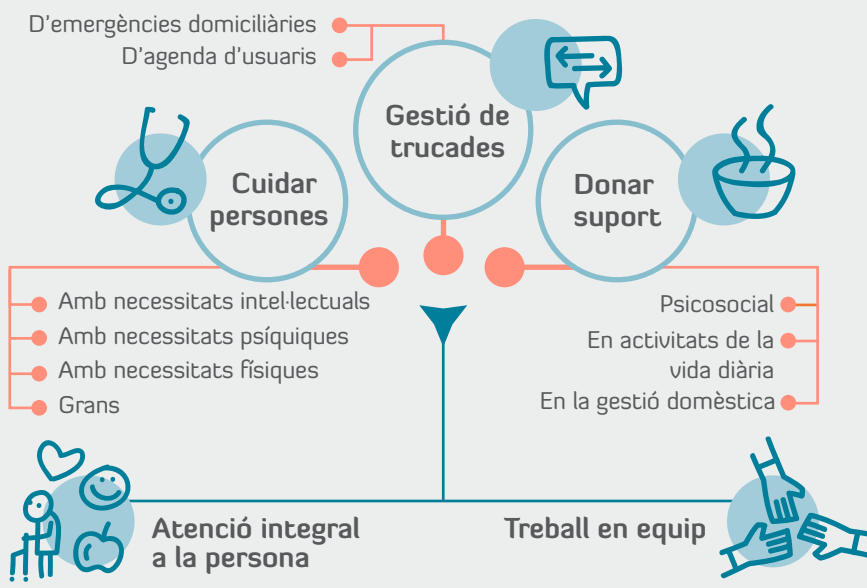 D'emergències domiciliàries
D'agenda d'usuaris
Gestió de
trucades
Cuidar
persones
Donar
suport
Amb necessitats intel·lectuals
Amb necessitats psíquiques
Amb necessitats físiques
Grans
Psicosocial
En activitats de la
vida diària
En la gestió domèstica
Atenció integral
a la persona
Treball en equip